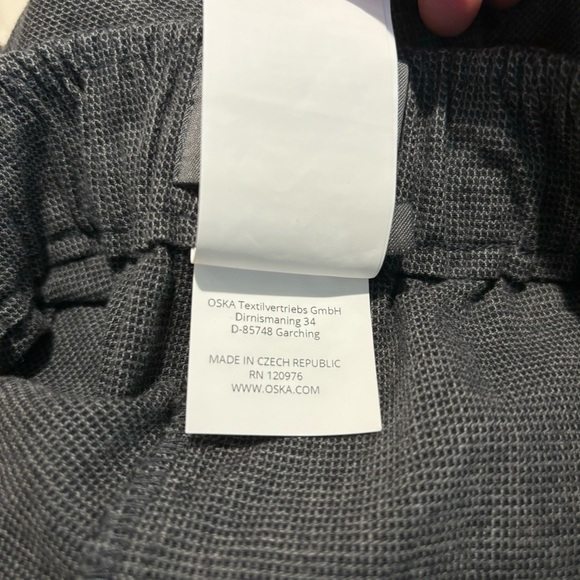 OSKA Textilvertriebs GmbH
Dirnismaning 34
D-85748 Garching
MADE IN CZECH REPUBLIC
RN 120976
WWW.OSKA.COM